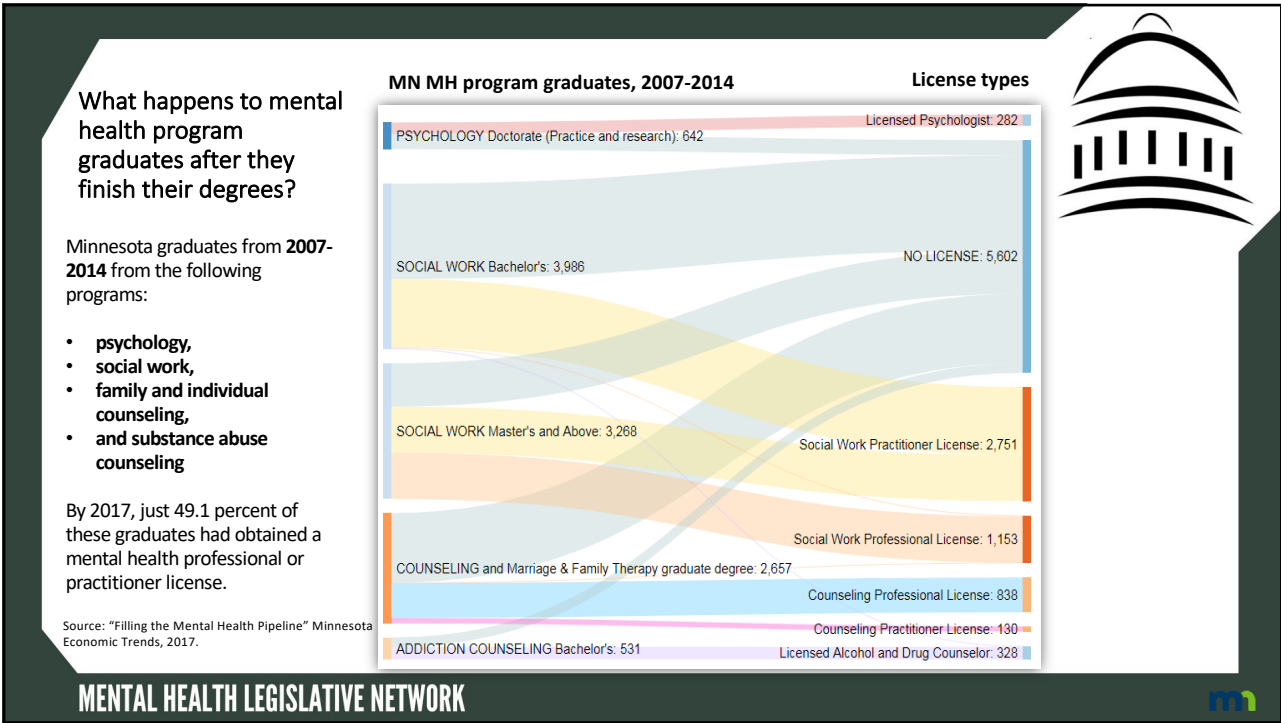 What happens to mental
health program
graduates after they
finish their degrees?
Minnesota graduates from 2007-
2014 from the following
programs:
• psychology,
• social work,
• family and individual
counseling,
• and substance abuse
counseling
By 2017, just 49.1 percent of
these graduates had obtained a
mental health professional or
practitioner license.
Source: “Filling the Mental Health Pipeline” Minnesota
Economic Trends, 2017.
MN MH program graduates, 2007-2014
License types
PSYCHOLOGY Doctorate (Practice and research): 642
SOCIAL WORK Bachelor's: 3,986
SOCIAL WORK Master's and Above: 3,268
COUNSELING and Marriage & Family Therapy graduate degree: 2,657
ADDICTION COUNSELING Bachelor's: 531
Licensed Psychologist: 282
NO LICENSE: 5,602
Social Work Practitioner License: 2,751
Social Work Professional License: 1,153
Counseling Professional License: 838
Counseling Practitioner License: 130
Licensed Alcohol and Drug Counselor: 328
MENTAL HEALTH LEGISLATIVE NETWORK
mn